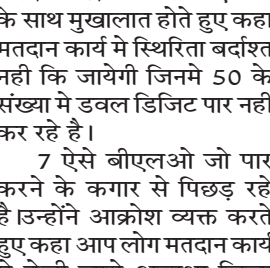 के साथ मुखालात होते हुए कहा
मतदान कार्य मे स्थिरिता बर्दाश्त
नही कि जायेगी जिनमे 50 के
संख्या मे डवल डिजिट पार नही
कर रहे है।
7 ऐसे बीएलओ जो पार
करने के कगार से पिछड़ रहे
है।उन्होंने आक्रोश व्यक्त करते
हुए कहा आप लोग मतदान कार्य